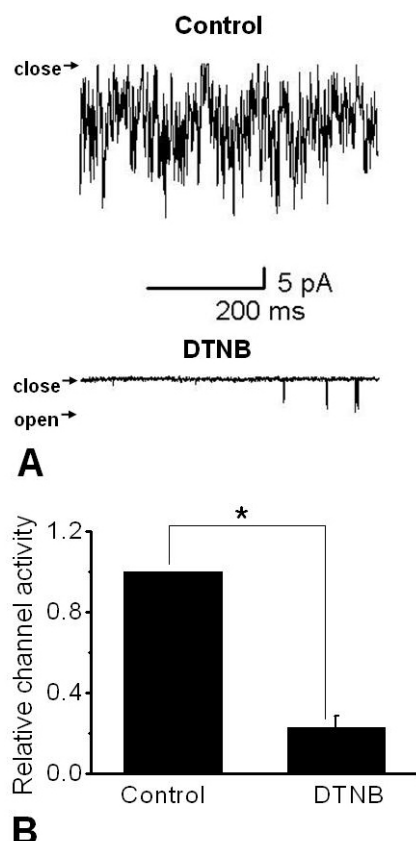 Control
close→
5 pA
200 ms
DTNB
close→
open→
A
Relative channel activity
1.2
0.8
0.4
0.0
*
Control DTNB
B